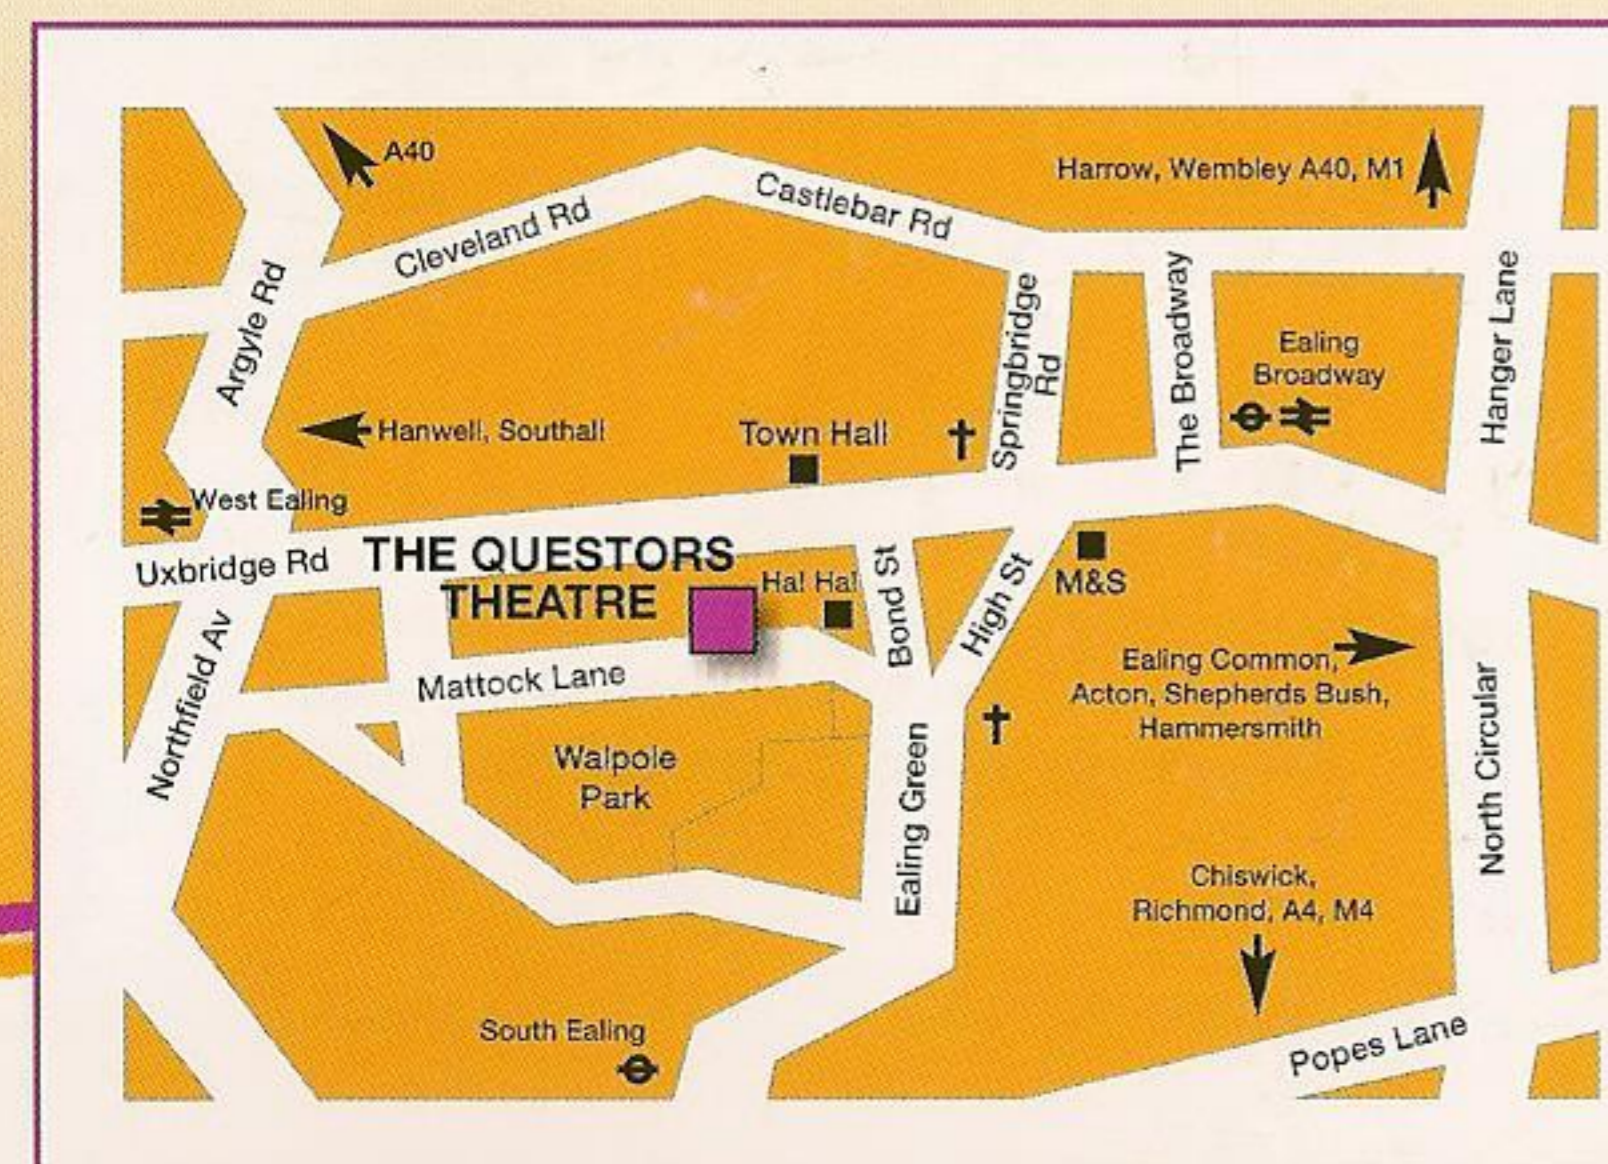 A40
Harrow, Wembley A40, M1
Castlebar Rd
Cleveland Rd
Argyle Rd
Springbridge
Rd
The Broadway
Hanger Lane
Ealing
Broadway
Hanwell, Southall
Town Hall
West Ealing
Uxbridge Rd
THE QUESTORS
THEATRE
Ha! Ha!
Bond St
High St
M&S
Northfield Av
Mattock Lane
Ealing Common,
Acton, Shepherds Bush,
Hammersmith
Walpole
Park
Ealing Green
North Circular
Chiswick,
Richmond, A4, M4
South Ealing
Popes Lane